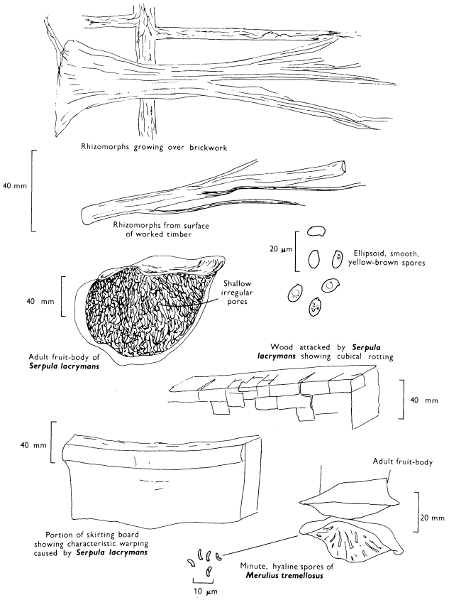 Rhizomorphs growing over brickwork
40 mm
Rhizomorphs from surface
of worked timber
20 μm
Ellipsoid, smooth,
yellow-brown spores
40 mm
Shallow
irregular
pores
Adult fruit-body of
Serpula lacrymans
Wood attacked by Serpula
lacrymans showing cubical rotting
40 mm
40 mm
Portion of skirting board
showing characteristic warping
caused by Serpula lacrymans
Adult fruit-body
20 mm
Minute, hyaline spores of
Merulius tremellosus
10 μm